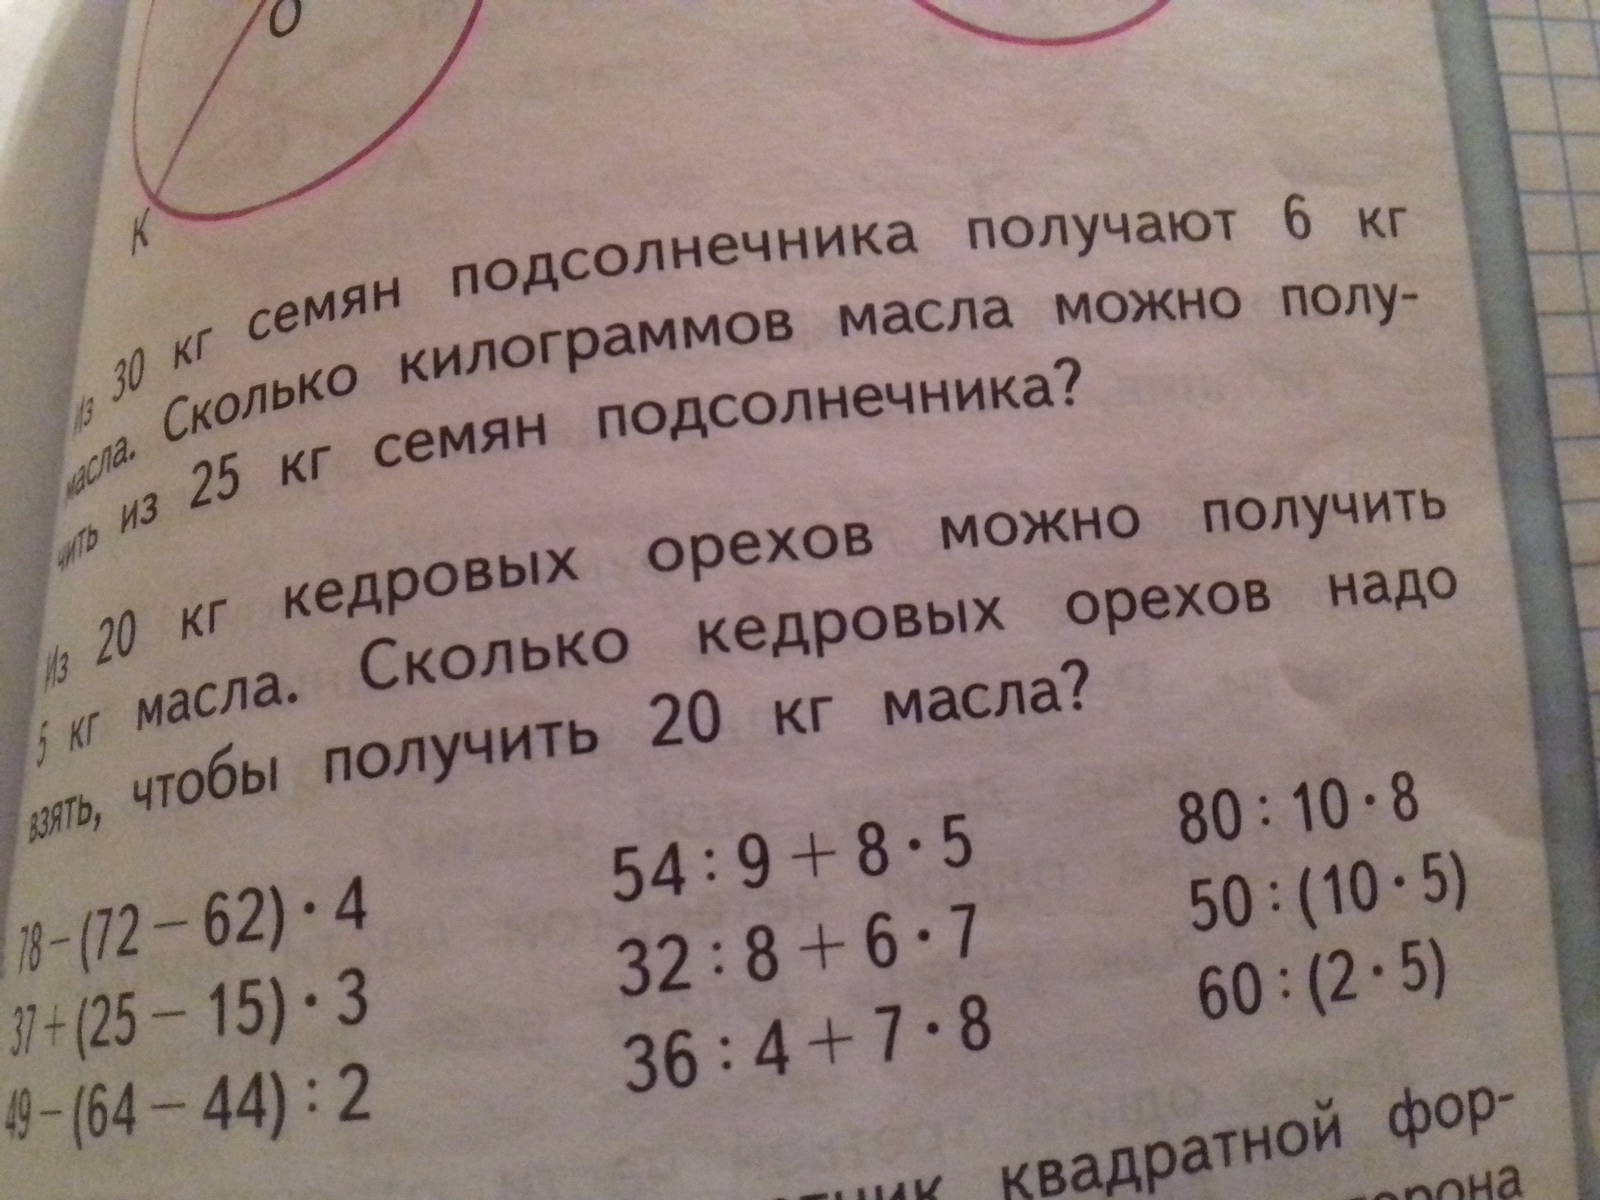 O
K
Из 30 кг семян подсолнечника получают 6 кг
масла. Сколько килограммов масла можно полу-
чить из 25 кг семян подсолнечника?
Из 20 кг кедровых орехов можно получить
5 кг масла. Сколько кедровых орехов надо
взять, чтобы получить 20 кг масла?
78 – (72 – 62) · 4 54 : 9 + 8 · 5 80 : 10 · 8
37 + (25 – 15) · 3 32 : 8 + 6 · 7 50 : (10 · 5)
49 – (64 – 44) : 2 36 : 4 + 7 · 8 60 : (2 · 5)
квадратной фор-